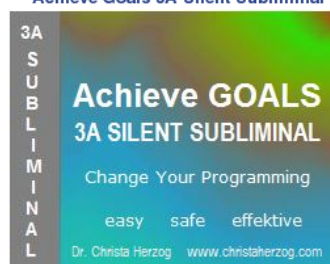 Achieve Goals 3A Silent Subliminal
3A
SUBLIMINAL
Achieve GOALS
3A SILENT SUBLIMINAL
Change Your Programming
easy safe effektive
Dr. Christa Herzog www.christaherzog.com